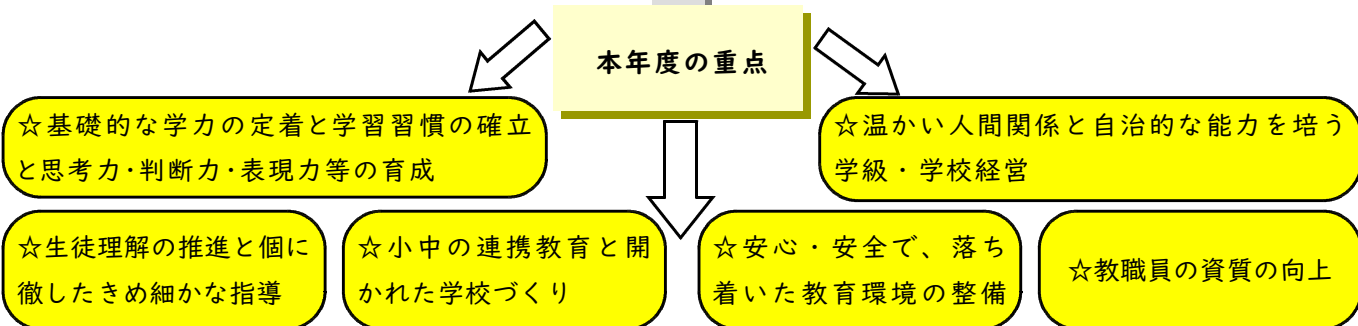 本年度の重点
☆基礎的な学力の定着と学習習慣の確立
と思考力・判断力・表現力等の育成
☆温かい人間関係と自治的な能力を培う
学級・学校経営
☆生徒理解の推進と個に
徹したきめ細かな指導
☆小中の連携教育と開
かれた学校づくり
☆安心・安全で、落ち
着いた教育環境の整備
☆教職員の資質の向上